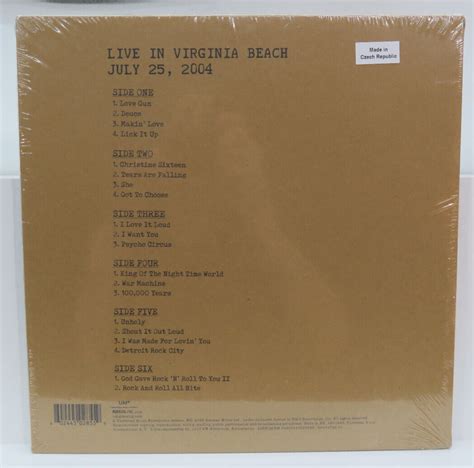 LIVE IN VIRGINIA BEACH
JULY 25, 2004
Made in
Czech Republic
SIDE ONE
1. Love Gun
2. Deuce
3. Makin' Love
4. Lick It Up
SIDE TWO
1. Christine Sixteen
2. Tears Are Falling
3. She
4. Got To Choose
SIDE THREE
1. I Love It Loud
2. I Want You
3. Psycho Circus
SIDE FOUR
1. King Of The Night Time World
2. War Machine
3. 100,000 Years
SIDE FIVE
1. Unholy
2. Shout It Out Loud
3. I Was Made For Lovin' You
4. Detroit Rock City
SIDE SIX
1. God Gave Rock 'N' Roll To You II
2. Rock And Roll All Nite